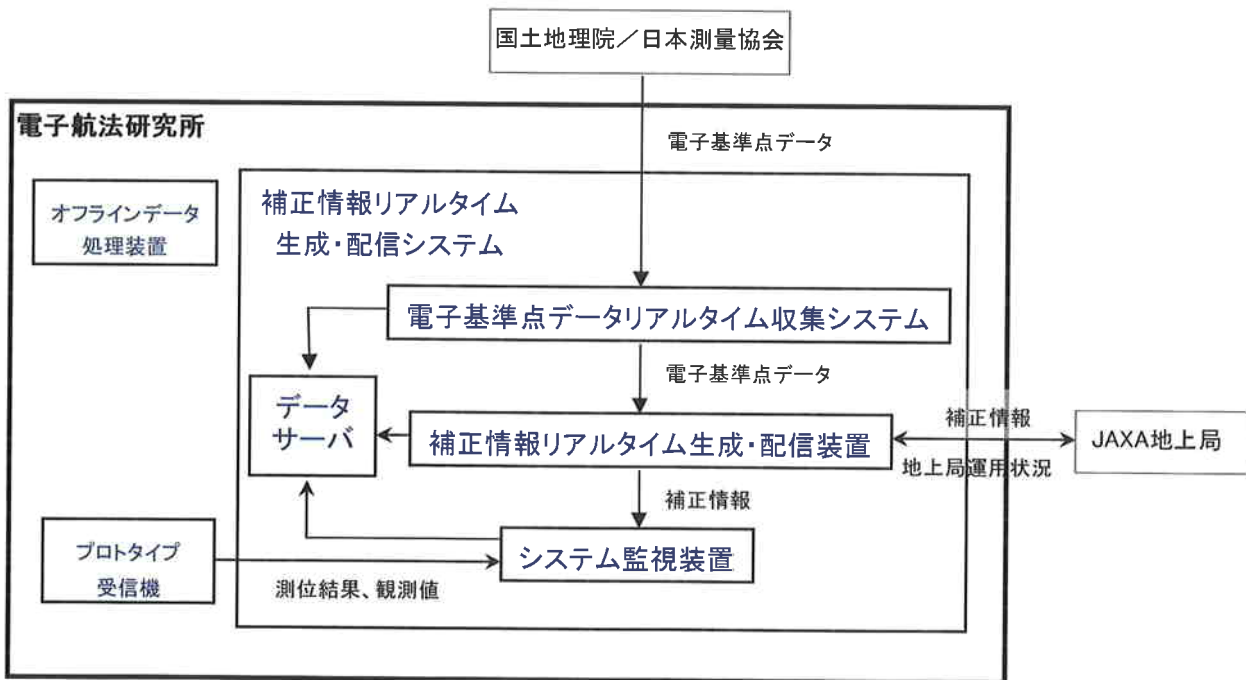 国土地理院／日本測量協会
電子航法研究所
電子基準点データ
オフラインデータ
処理装置
補正情報リアルタイム
生成・配信システム
電子基準点データリアルタイム収集システム
電子基準点データ
データ
サーバ
補正情報リアルタイム生成・配信装置
補正情報
地上局運用状況
JAXA地上局
補正情報
システム監視装置
プロトタイプ
受信機
測位結果、観測値